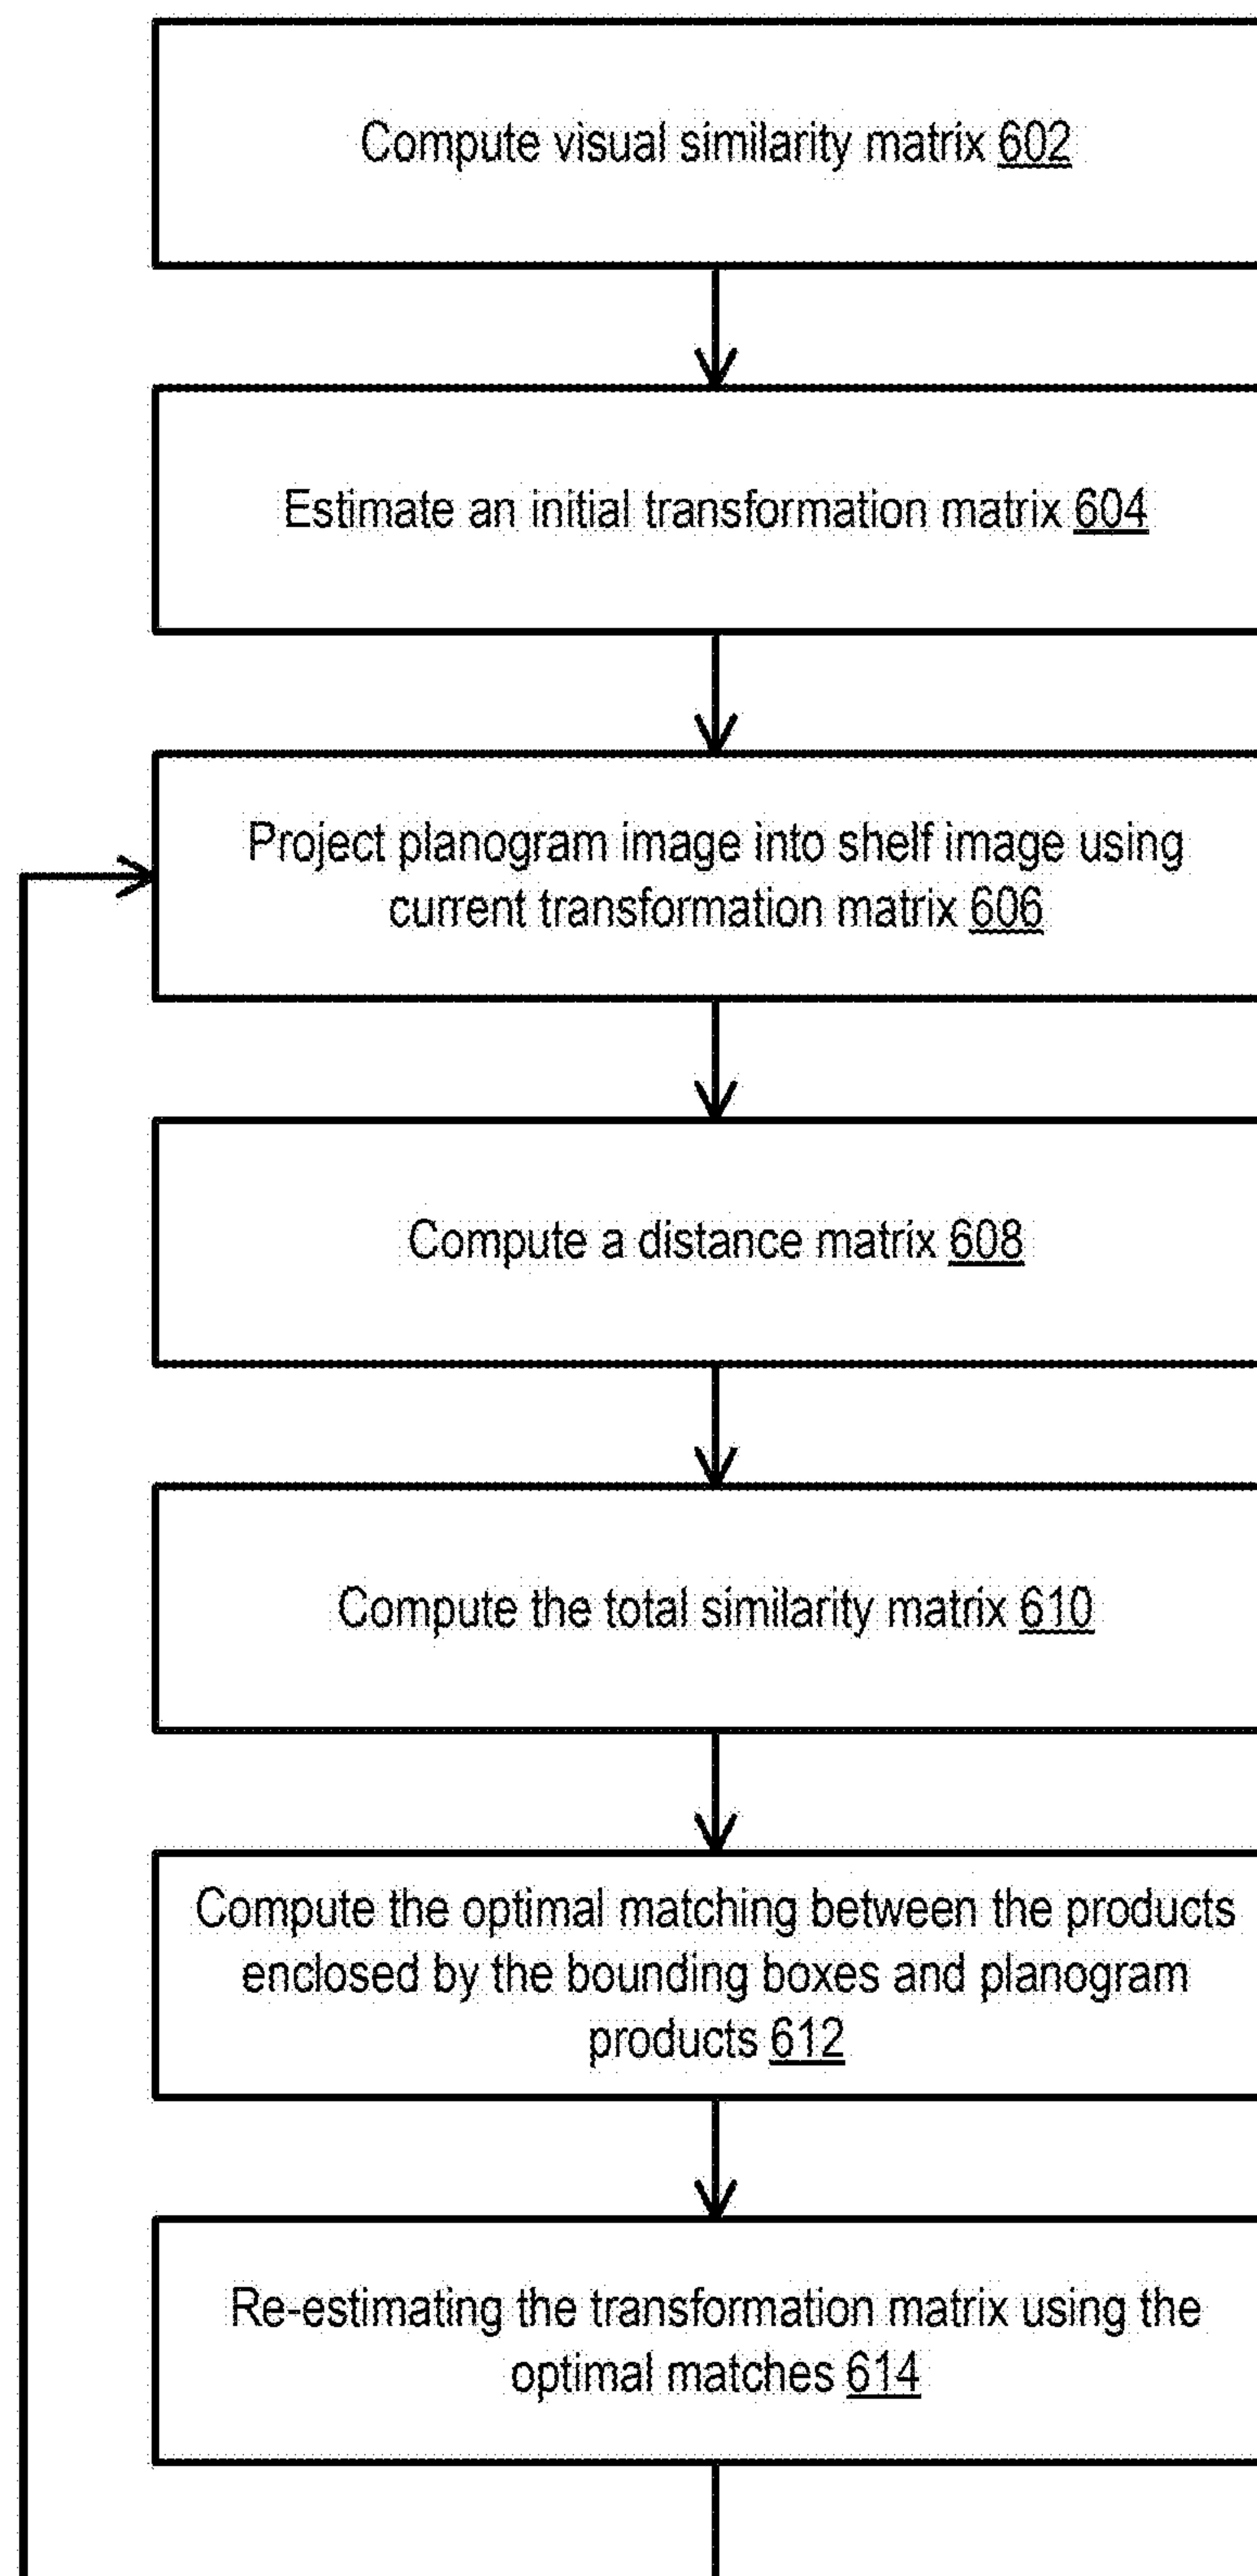 Compute visual similarity matrix 602
Estimate an initial transformation matrix 604
Project planogram image into shelf image using
current transformation matrix 606
Compute a distance matrix 608
Compute the total similarity matrix 610
Compute the optimal matching between the products
enclosed by the bounding boxes and planogram
products 612
Re-estimating the transformation matrix using the
optimal matches 614